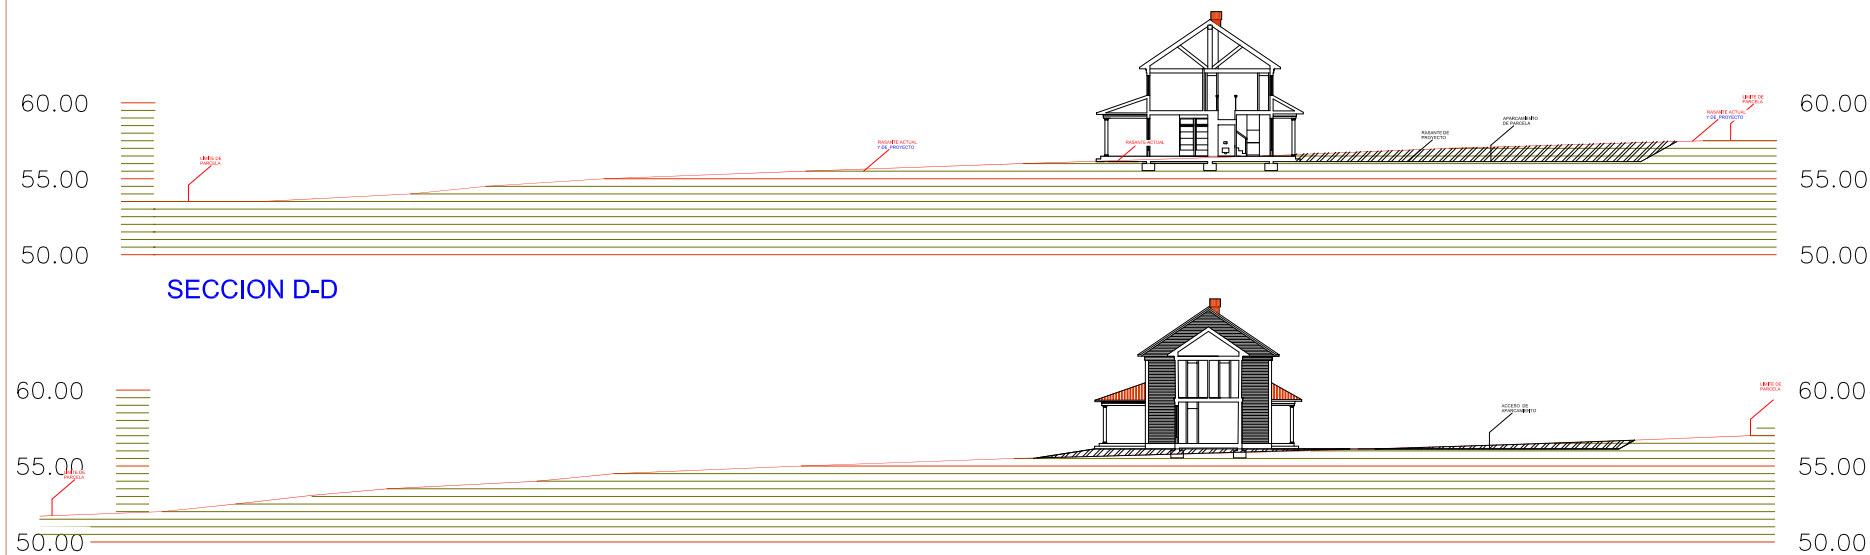 60.00
60.00
LIMITE DE
PARCELA
RASANTE ACTUAL
Y DE PROYECTO
APARCAMIENTO
DE PARCELA
RASANTE DE
PROYECTO
RASANTE ACTUAL
Y DE PROYECTO
RASANTE ACTUAL
LIMITE DE
PARCELA
55.00
55.00
50.00
50.00
SECCION D-D
60.00
60.00
LIMITE DE
PARCELA
ACCESO DE
APARCAMIENTO
55.00
55.00
LIMITE DE
PARCELA
50.00
50.00